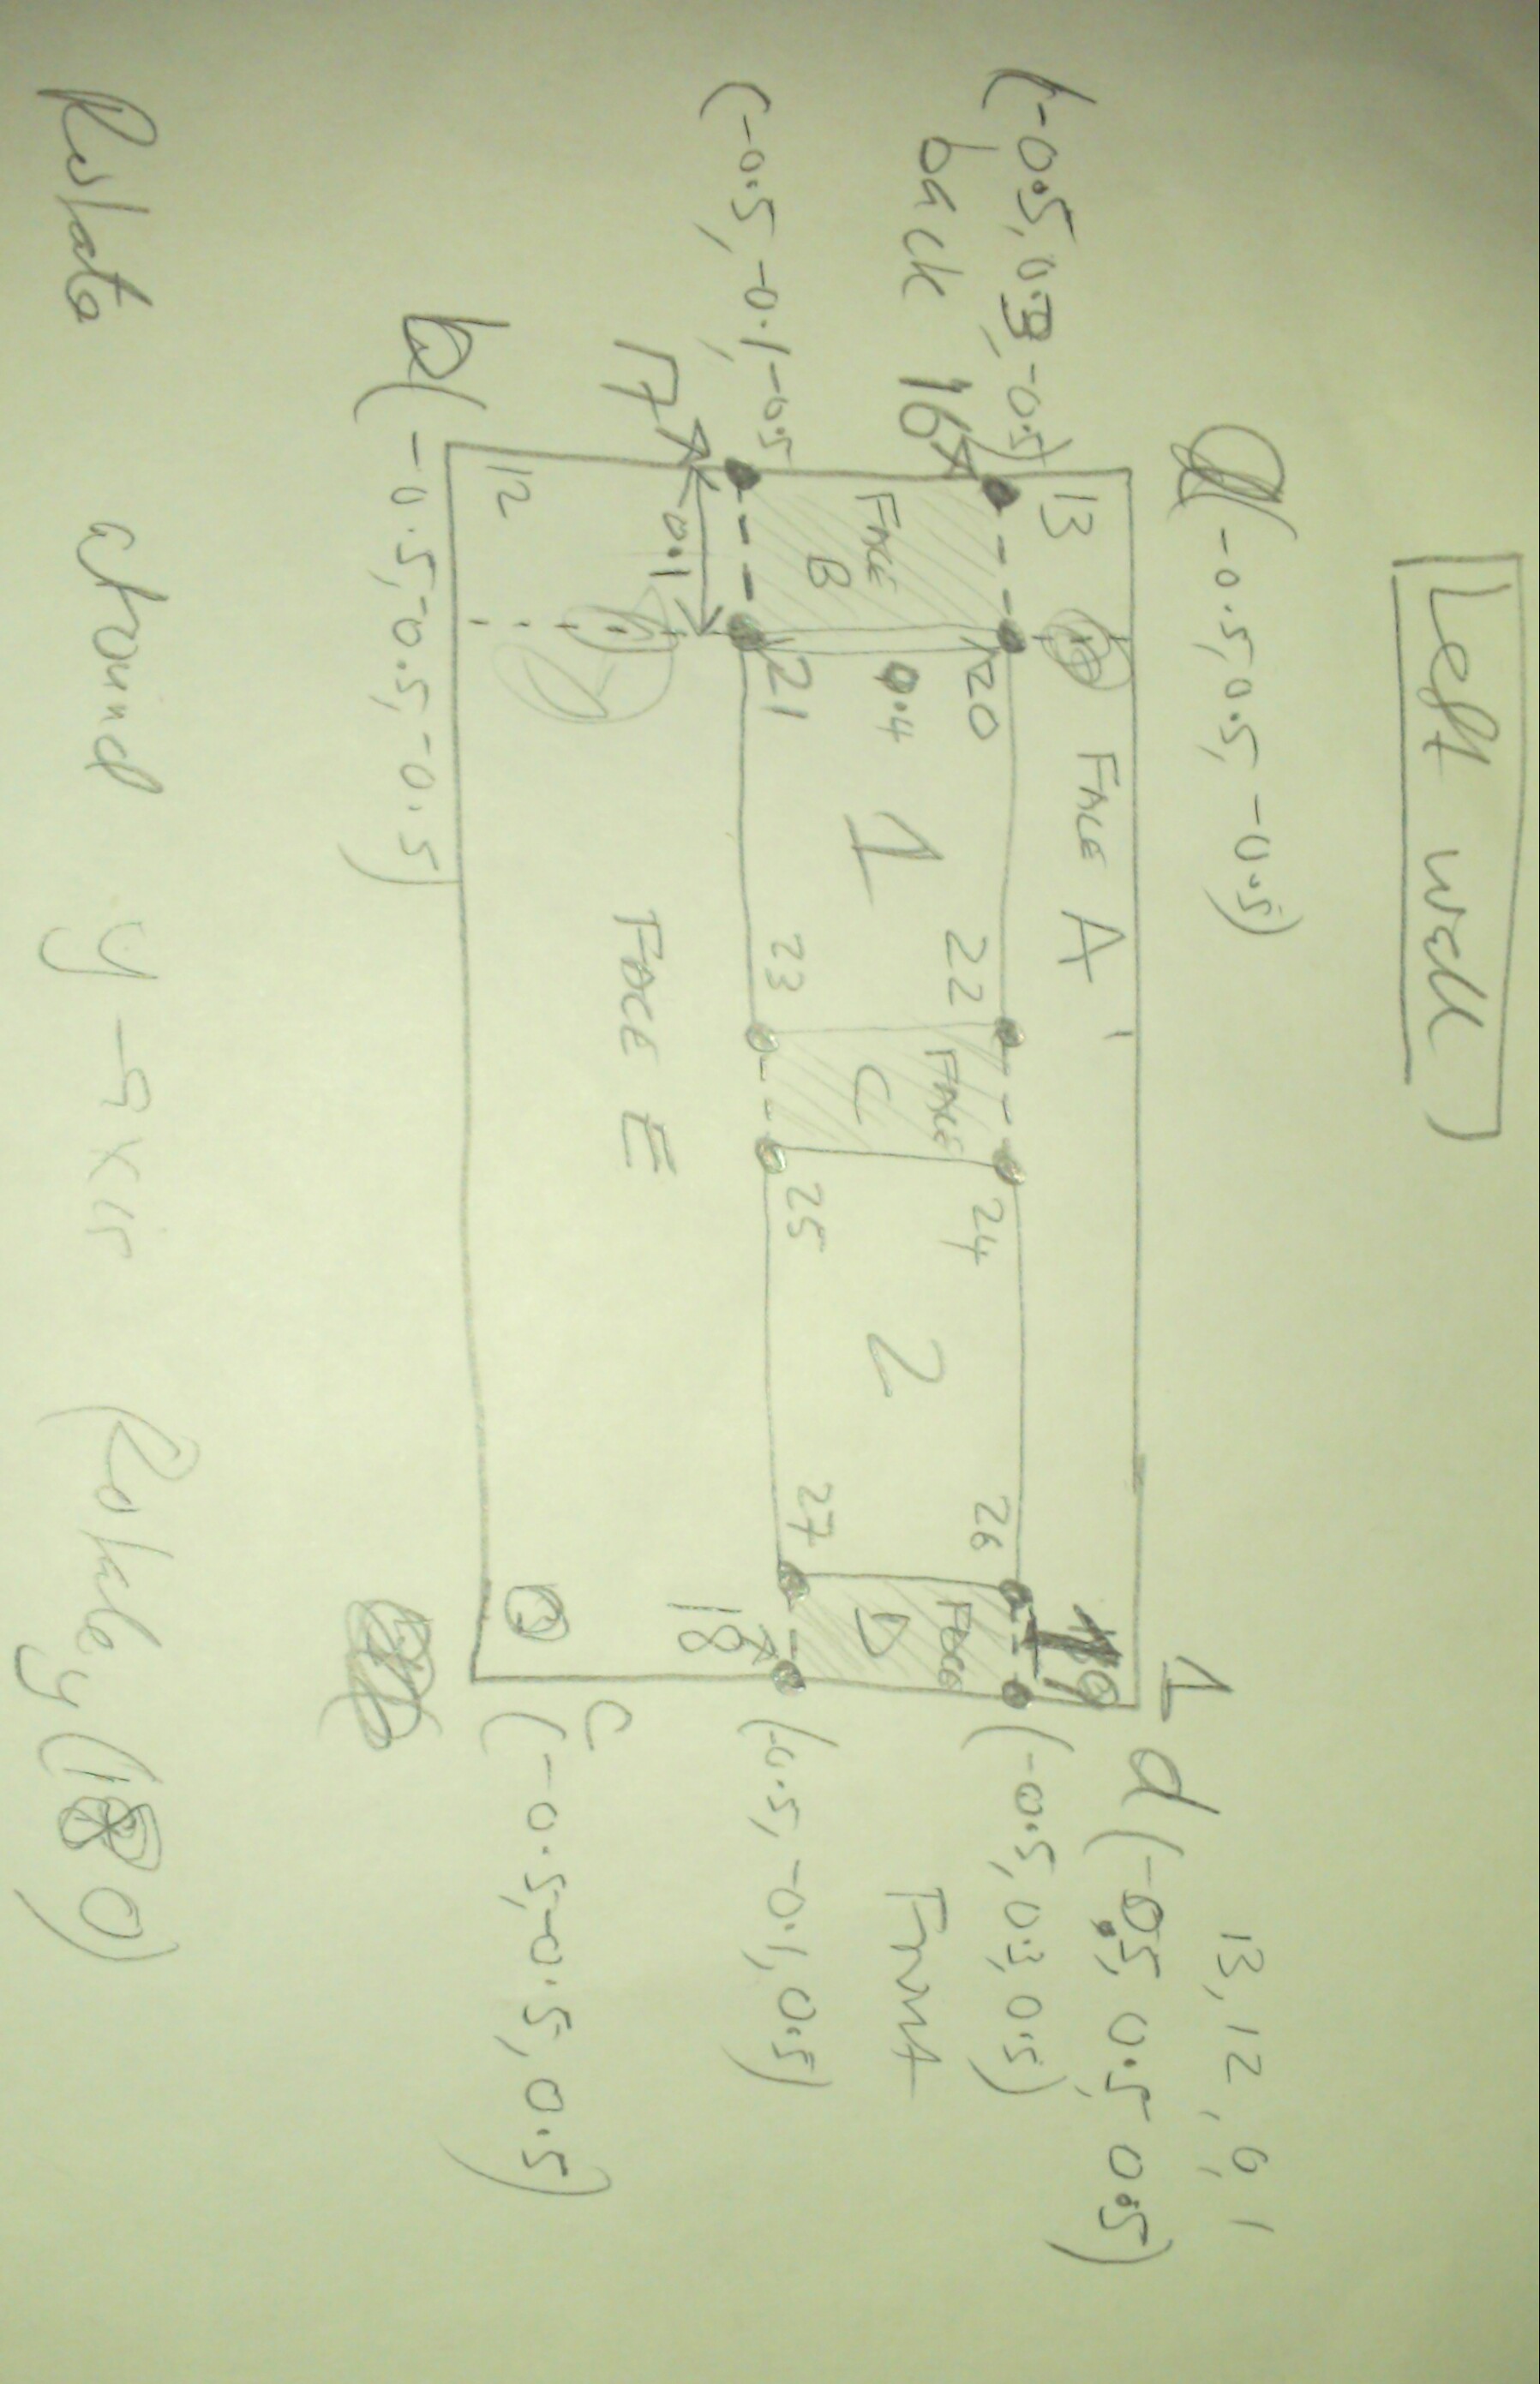 Left wall
a(-0.5, 0.5, -0.5)
13, 12, 0, 1
1 d (-0.5, 0.5, 0.5)
13 FACE A 19
(-0.5, 0.3, -0.5) (-0.5, 0.3, 0.5)
20 22 24 26
back 16 FACE FACE Front
FACE B 0.4 1 C 2 D
21 23 25 27
(-0.5, -0.1, -0.5 (-0.5, -0.1, 0.5)
0.1 18
17 FACE E
c
(-0.5, -0.5, 0.5)
12
b(-0.5, -0.5, -0.5)
Rotate around y-axis Rotatey(180)